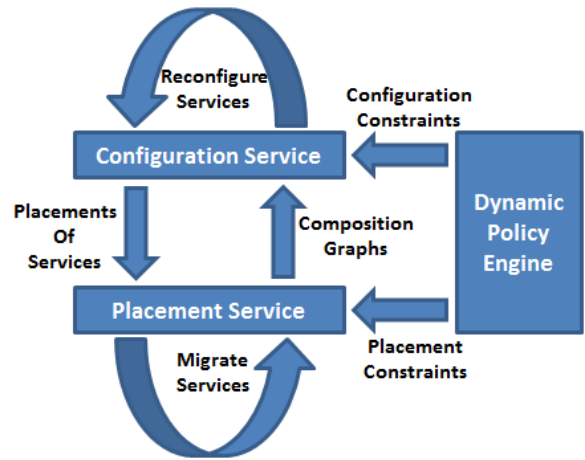 Reconfigure
Services
Configuration
Constraints
Configuration Service
Dynamic
Policy
Engine
Placements
Of
Services
Composition
Graphs
Placement Service
Migrate
Services
Placement
Constraints